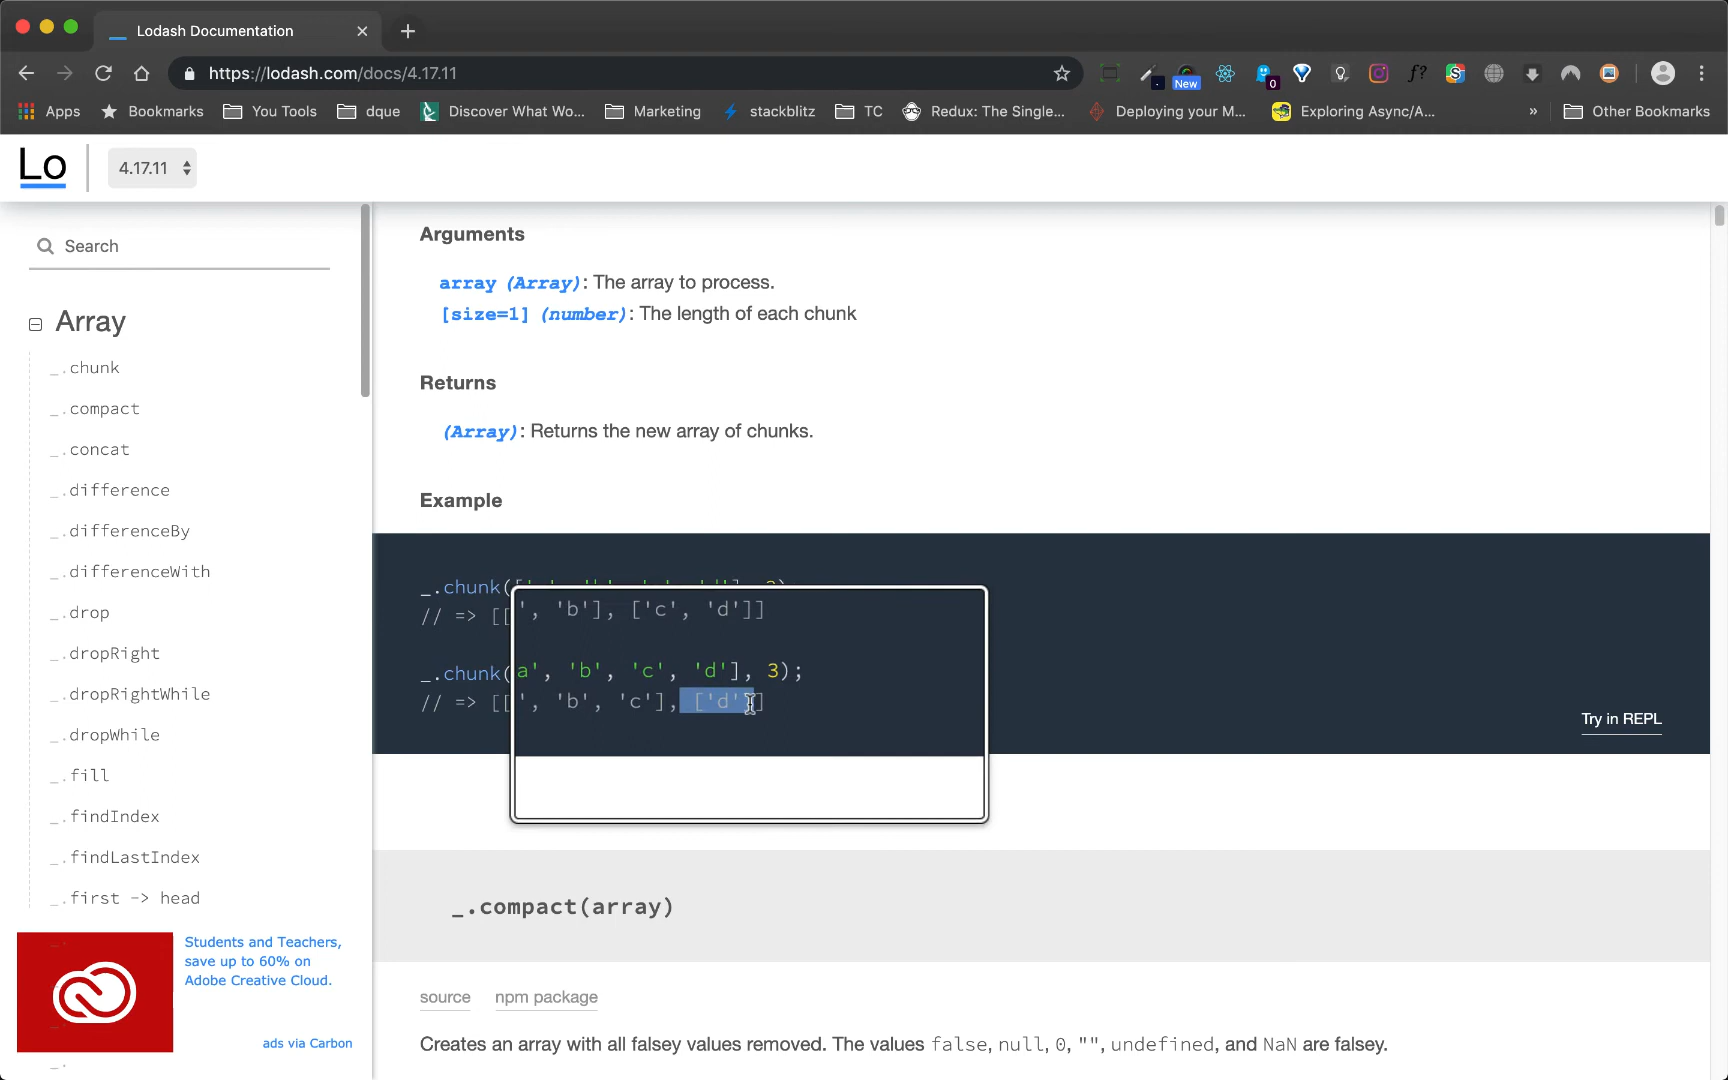 Lodash Documentation
https://lodash.com/docs/4.17.11
New
0
f?
S
Apps
Bookmarks
You Tools
dque
Discover What Wo...
Marketing
stackblitz
TC
Redux: The Single...
Deploying your M...
Exploring Async/A...
»
Other Bookmarks
Lo
4.17.11
Search
Array
_.chunk
_.compact
_.concat
_.difference
_.differenceBy
_.differenceWith
_.drop
_.dropRight
_.dropRightWhile
_.dropWhile
_.fill
_.findIndex
_.findLastIndex
_.first -> head
Students and Teachers,
save up to 60% on
Adobe Creative Cloud.
ads via Carbon
Arguments
array (Array): The array to process.
[size=1] (number): The length of each chunk
Returns
(Array): Returns the new array of chunks.
Example
_.chunk([
// => [[', 'b'], ['c', 'd']]
_.chunk(a', 'b', 'c', 'd'], 3);
// => [[', 'b', 'c'], ['d']]
Try in REPL
_.compact(array)
source npm package
Creates an array with all falsey values removed. The values false, null, 0, "", undefined, and NaN are falsey.